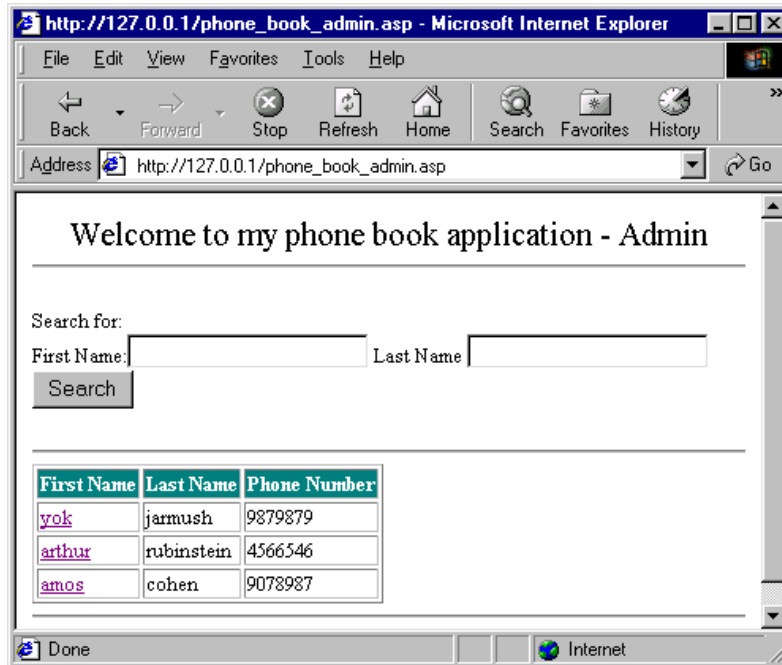 http://127.0.0.1/phone_book_admin.asp - Microsoft Internet Explorer
File Edit View Favorites Tools Help
Back Forward Stop Refresh Home Search Favorites History »
Address http://127.0.0.1/phone_book_admin.asp Go
Welcome to my phone book application - Admin
Search for:
First Name: Last Name
Search
First Name Last Name Phone Number
yok jarmush 9879879
arthur rubinstein 4566546
amos cohen 9078987
Done Internet